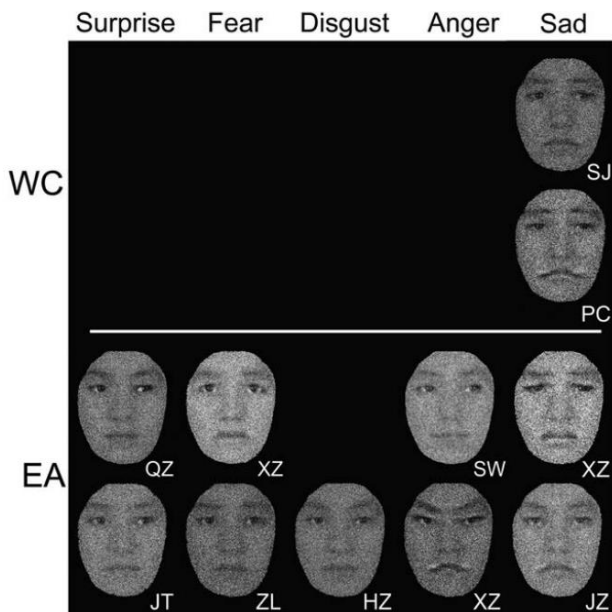 Surprise Fear Disgust Anger Sad
WC
SJ
PC
EA
QZ XZ SW XZ
JT ZL HZ XZ JZ